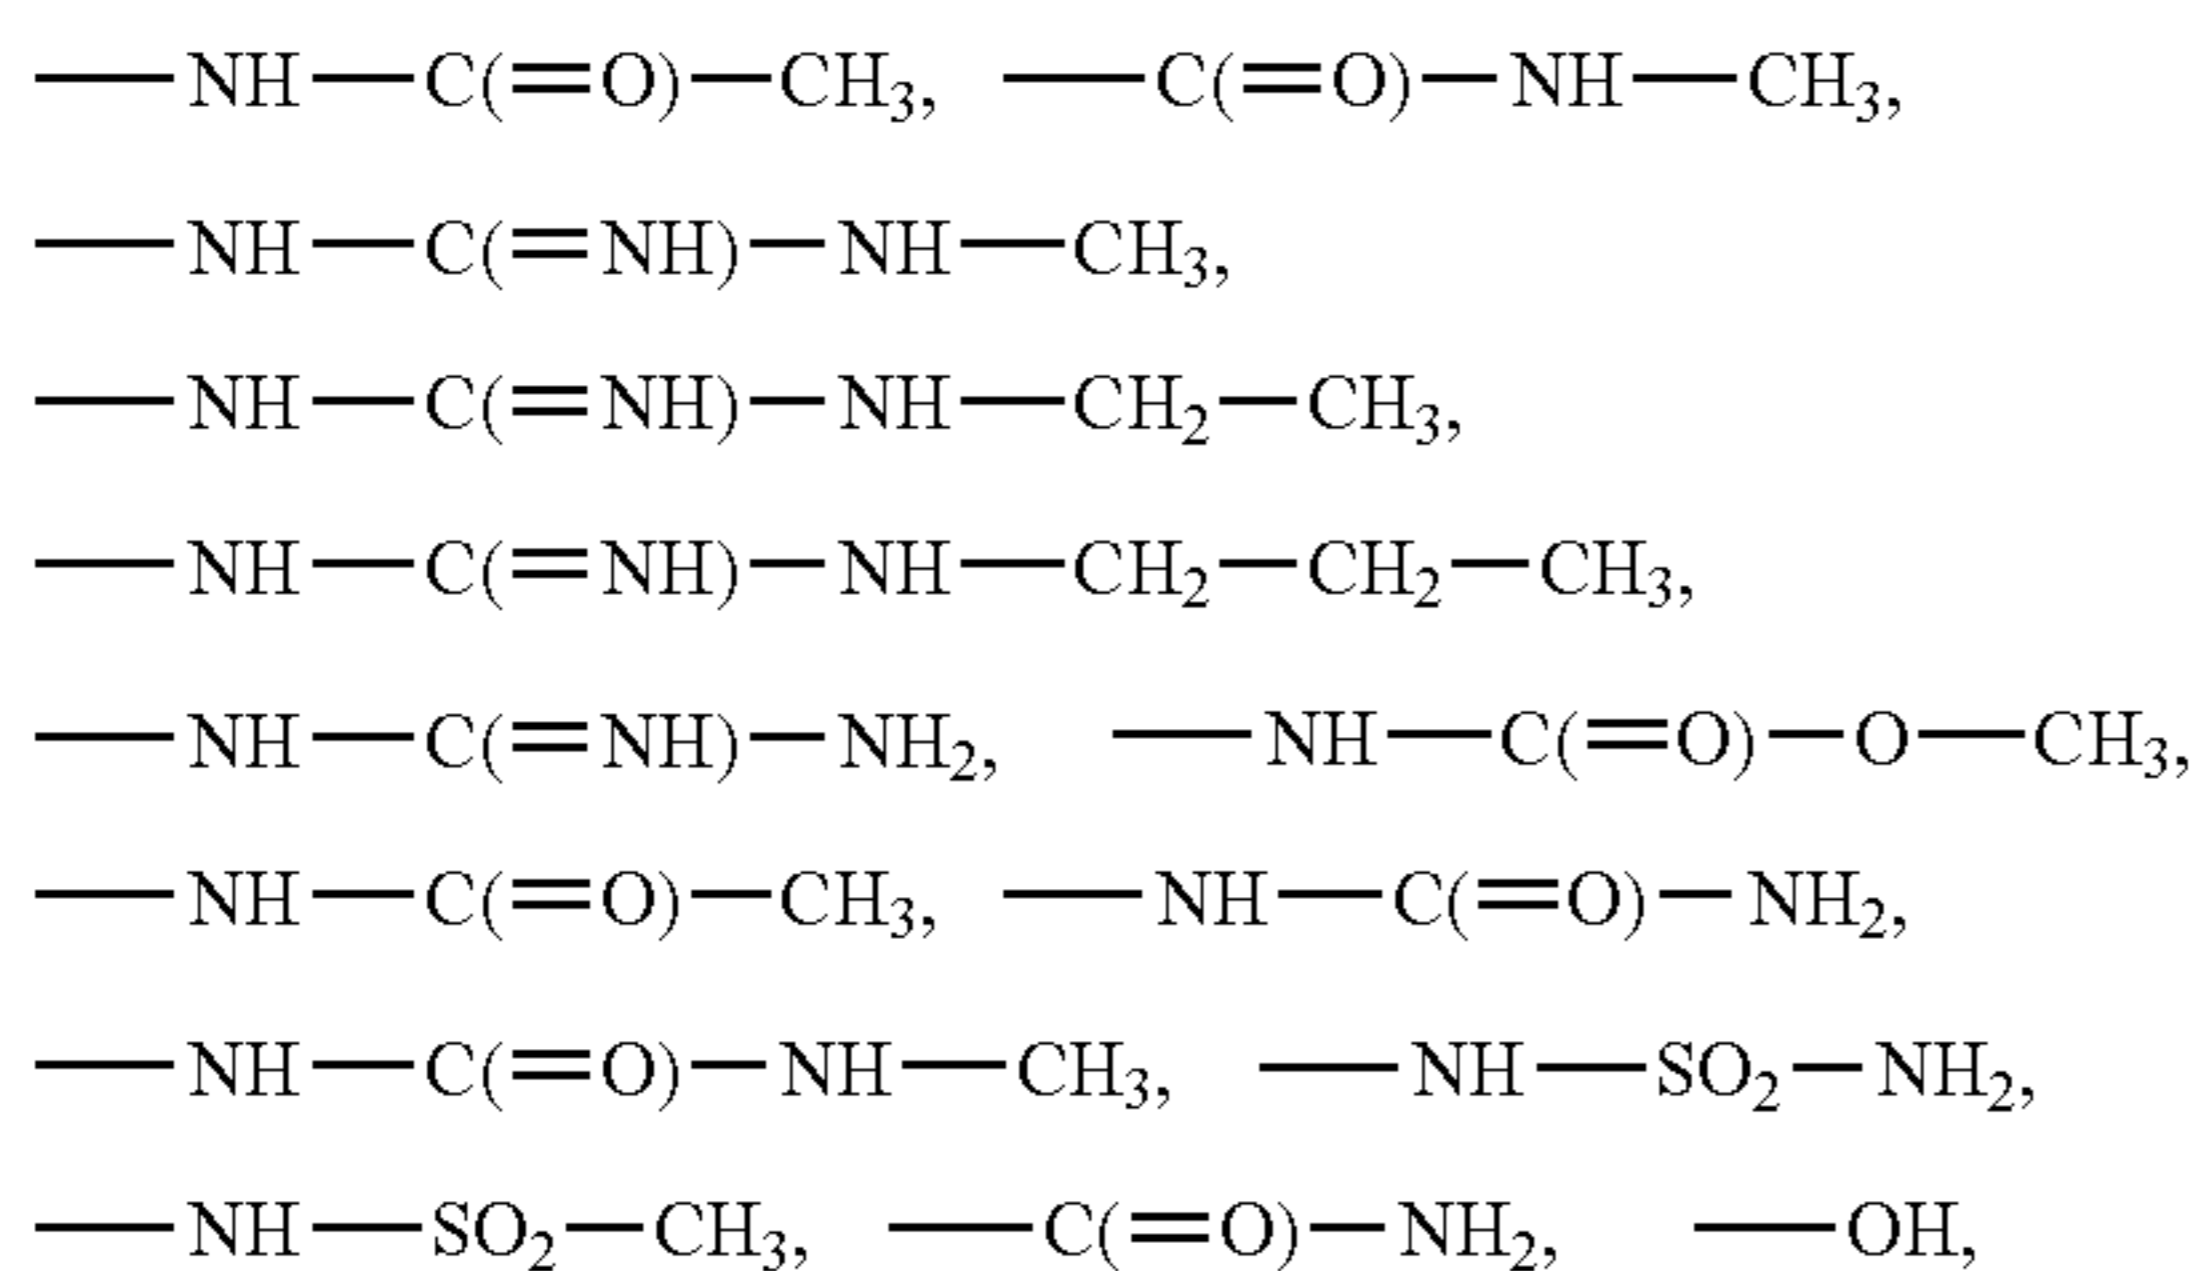 —NH—C(=O)—CH₃, —C(=O)—NH—CH₃,
—NH—C(=NH)—NH—CH₃,
—NH—C(=NH)—NH—CH₂—CH₃,
—NH—C(=NH)—NH—CH₂—CH₂—CH₃,
—NH—C(=NH)—NH₂, —NH—C(=O)—O—CH₃,
—NH—C(=O)—CH₃, —NH—C(=O)—NH₂,
—NH—C(=O)—NH—CH₃, —NH—SO₂—NH₂,
—NH—SO₂—CH₃, —C(=O)—NH₂, —OH,